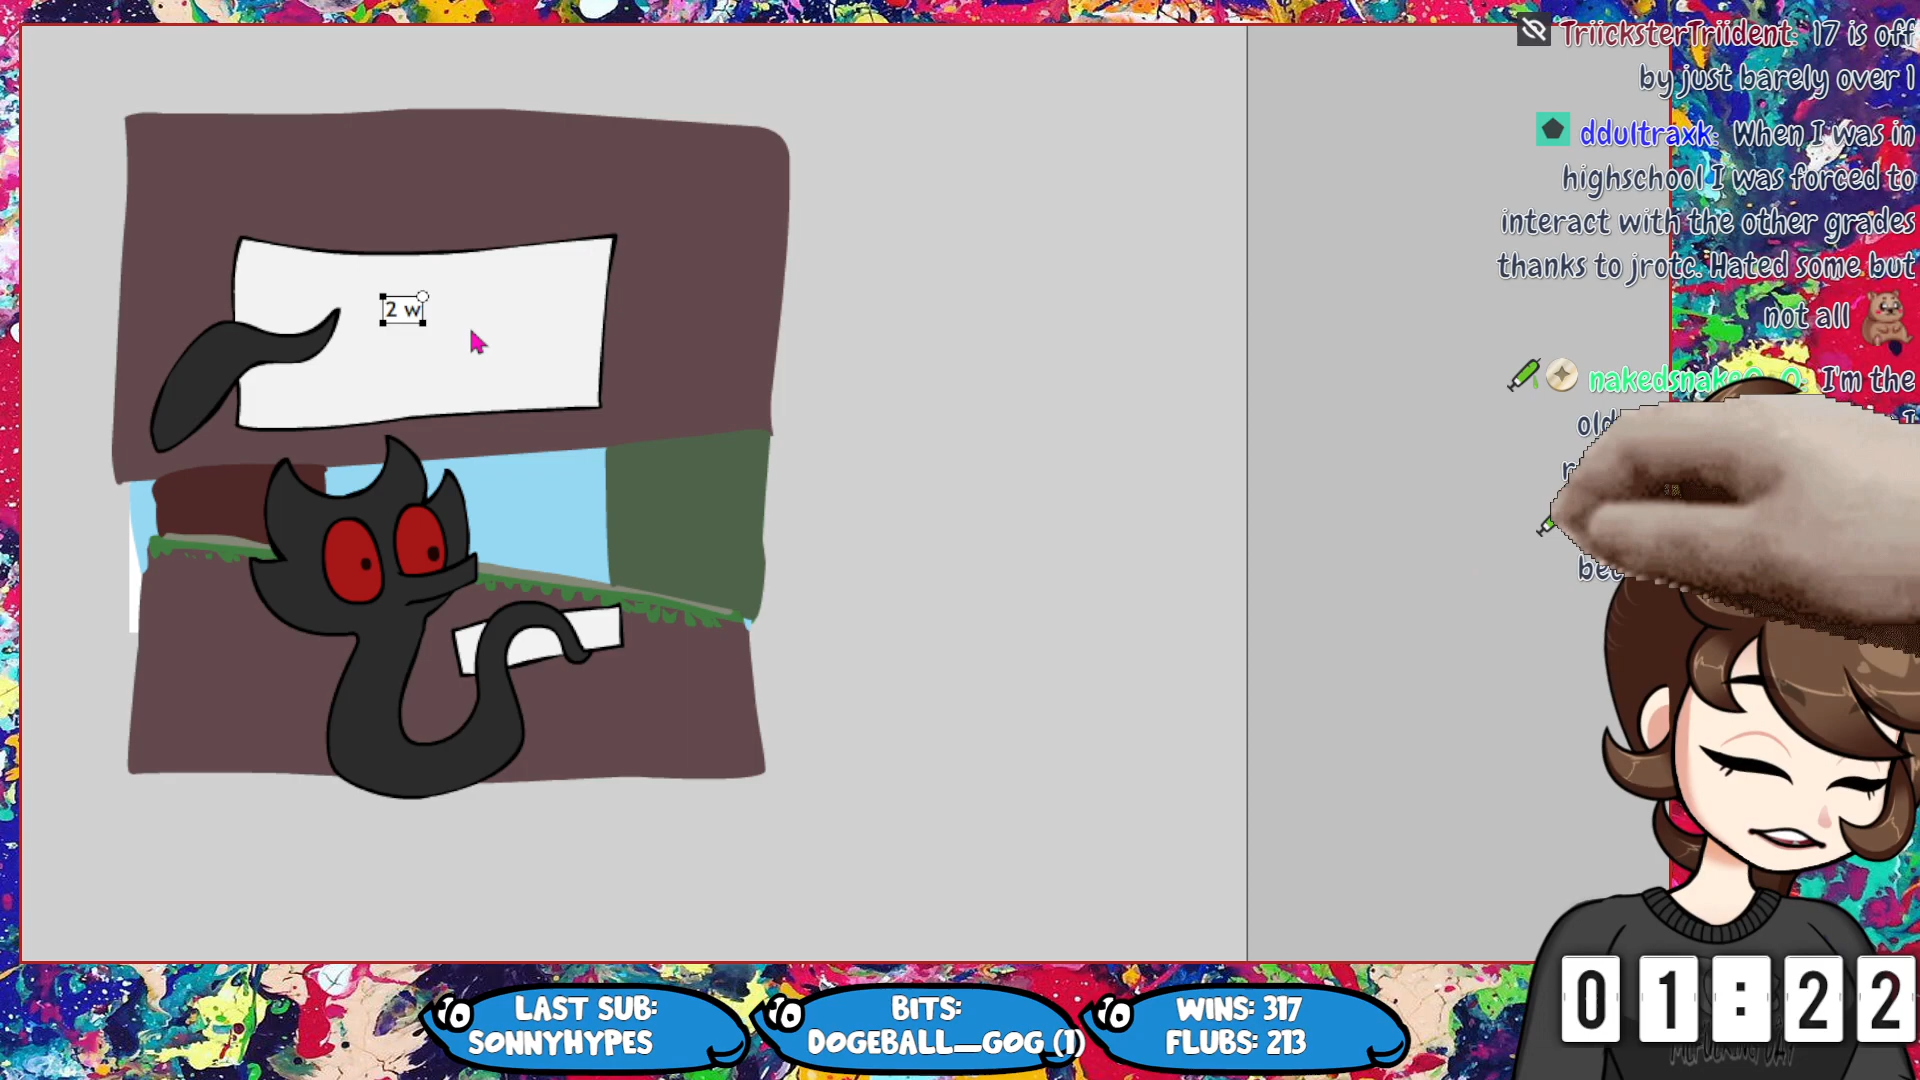 TriicksterTriident: 17 is off
by just barely over 1
ddultraxk: When I was in
highschool I was forced to
interact with the other grades
thanks to jrotc. Hated some but
not all
I'm the
2 w
LAST SUB:
SONNYHYPES
BITS:
DOGEBALL_GOG (1)
WINS: 317
FLUBS: 213
01:22